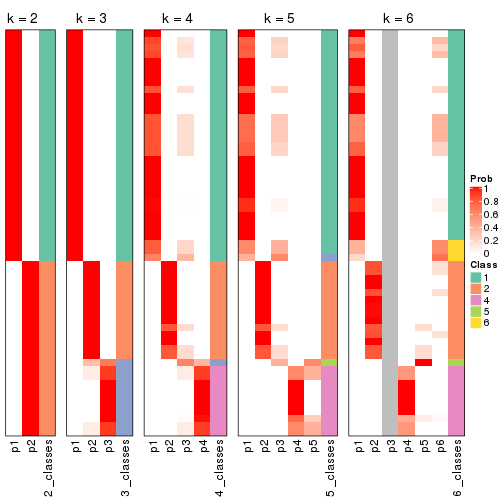 k = 2
k = 3
k = 4
k = 5
k = 6
p1
p2
2_classes
p1
p2
p3
3_classes
p1
p2
p3
p4
4_classes
p1
p2
p3
p4
p5
5_classes
p1
p2
p3
p4
p5
p6
6_classes
Prob
1
0.8
0.6
0.4
0.2
0
Class
1
2
4
5
6